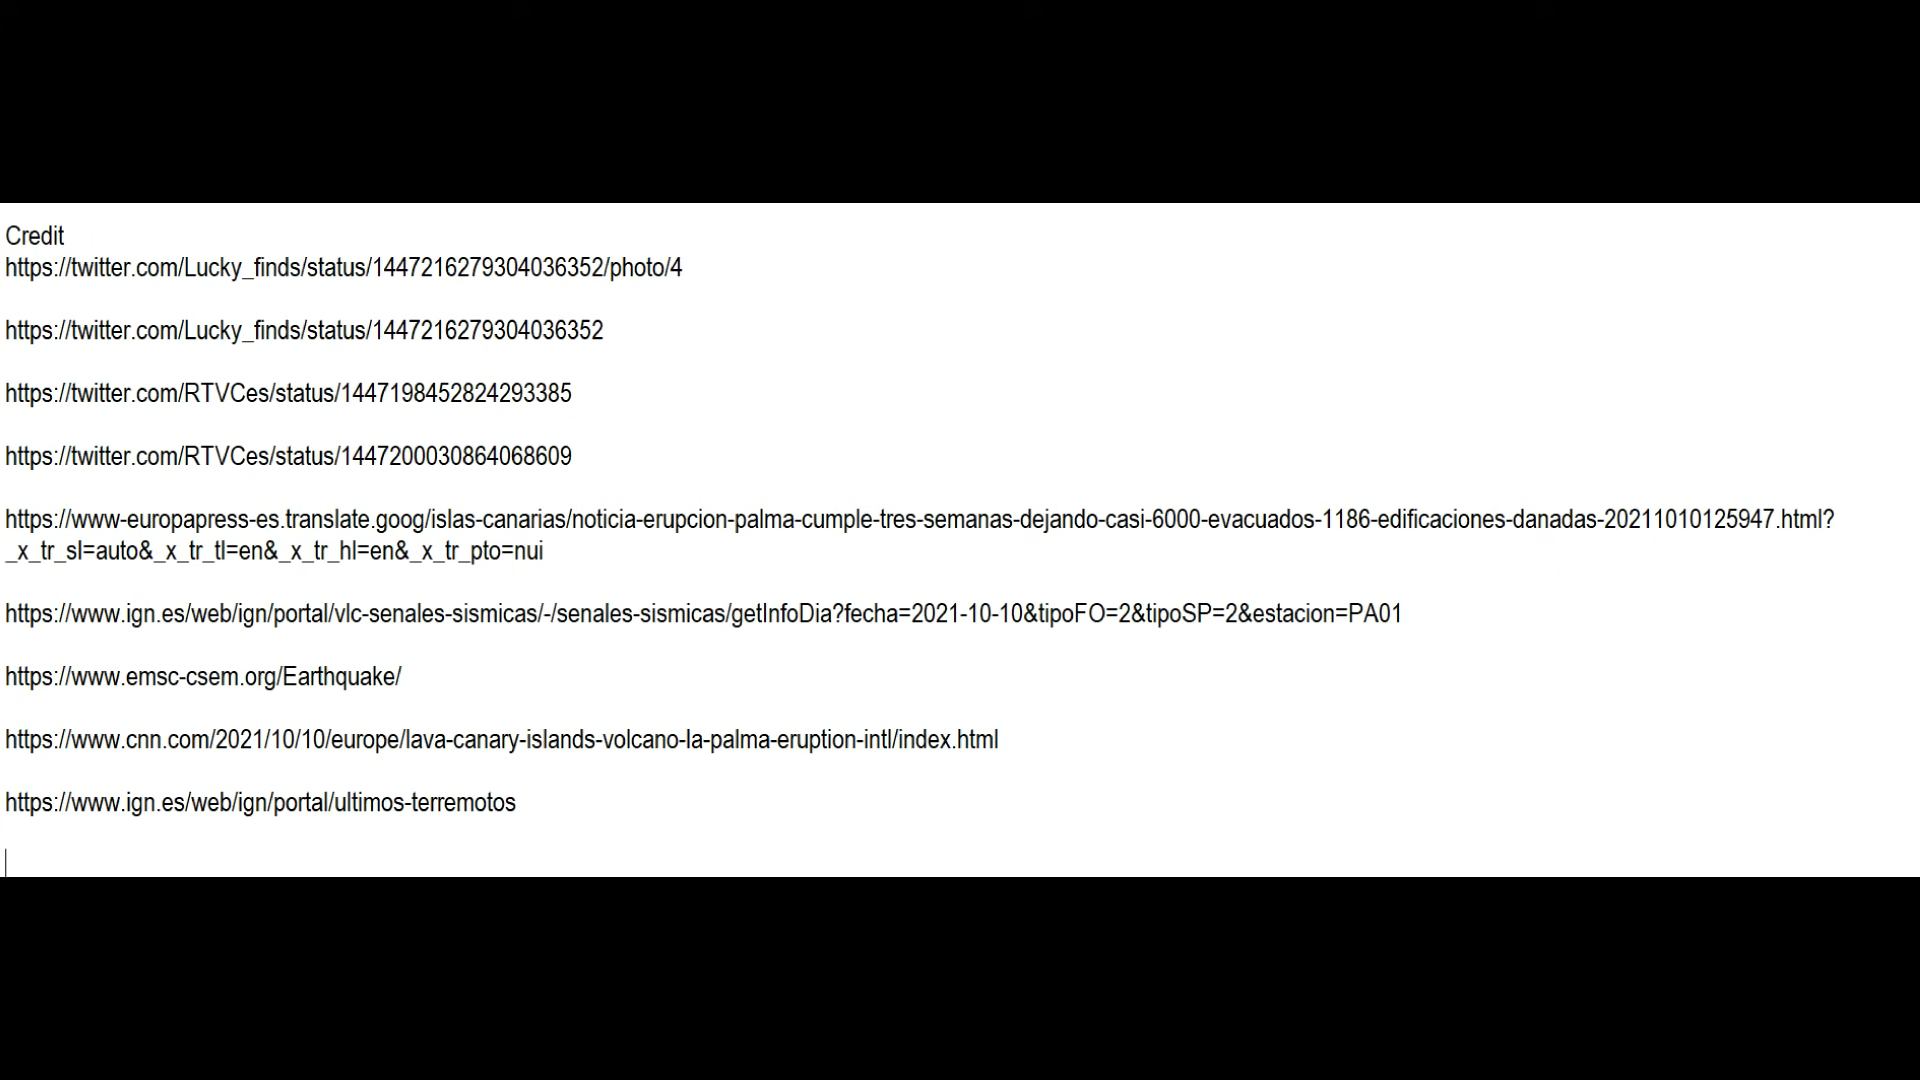 Credit
https://twitter.com/Lucky_finds/status/1447216279304036352/photo/4
https://twitter.com/Lucky_finds/status/1447216279304036352
https://twitter.com/RTVCes/status/1447198452824293385
https://twitter.com/RTVCes/status/1447200030864068609
https://www-europapress-es.translate.goog/islas-canarias/noticia-erupcion-palma-cumple-tres-semanas-dejando-casi-6000-evacuados-1186-edificaciones-danadas-20211010125947.html?
_x_tr_sl=auto&_x_tr_tl=en&_x_tr_hl=en&_x_tr_pto=nui
https://www.ign.es/web/ign/portal/vlc-senales-sismicas/-/senales-sismicas/getInfoDia?fecha=2021-10-10&tipoFO=2&tipoSP=2&estacion=PA01
https://www.emsc-csem.org/Earthquake/
https://www.cnn.com/2021/10/10/europe/lava-canary-islands-volcano-la-palma-eruption-intl/index.html
https://www.ign.es/web/ign/portal/ultimos-terremotos